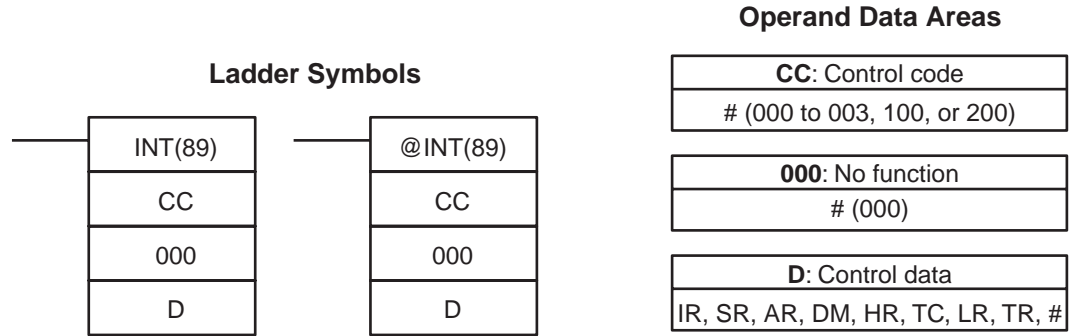 Ladder Symbols
INT(89)
CC
000
D
@INT(89)
CC
000
D
Operand Data Areas
CC: Control code
# (000 to 003, 100, or 200)
000: No function
# (000)
D: Control data
IR, SR, AR, DM, HR, TC, LR, TR, #